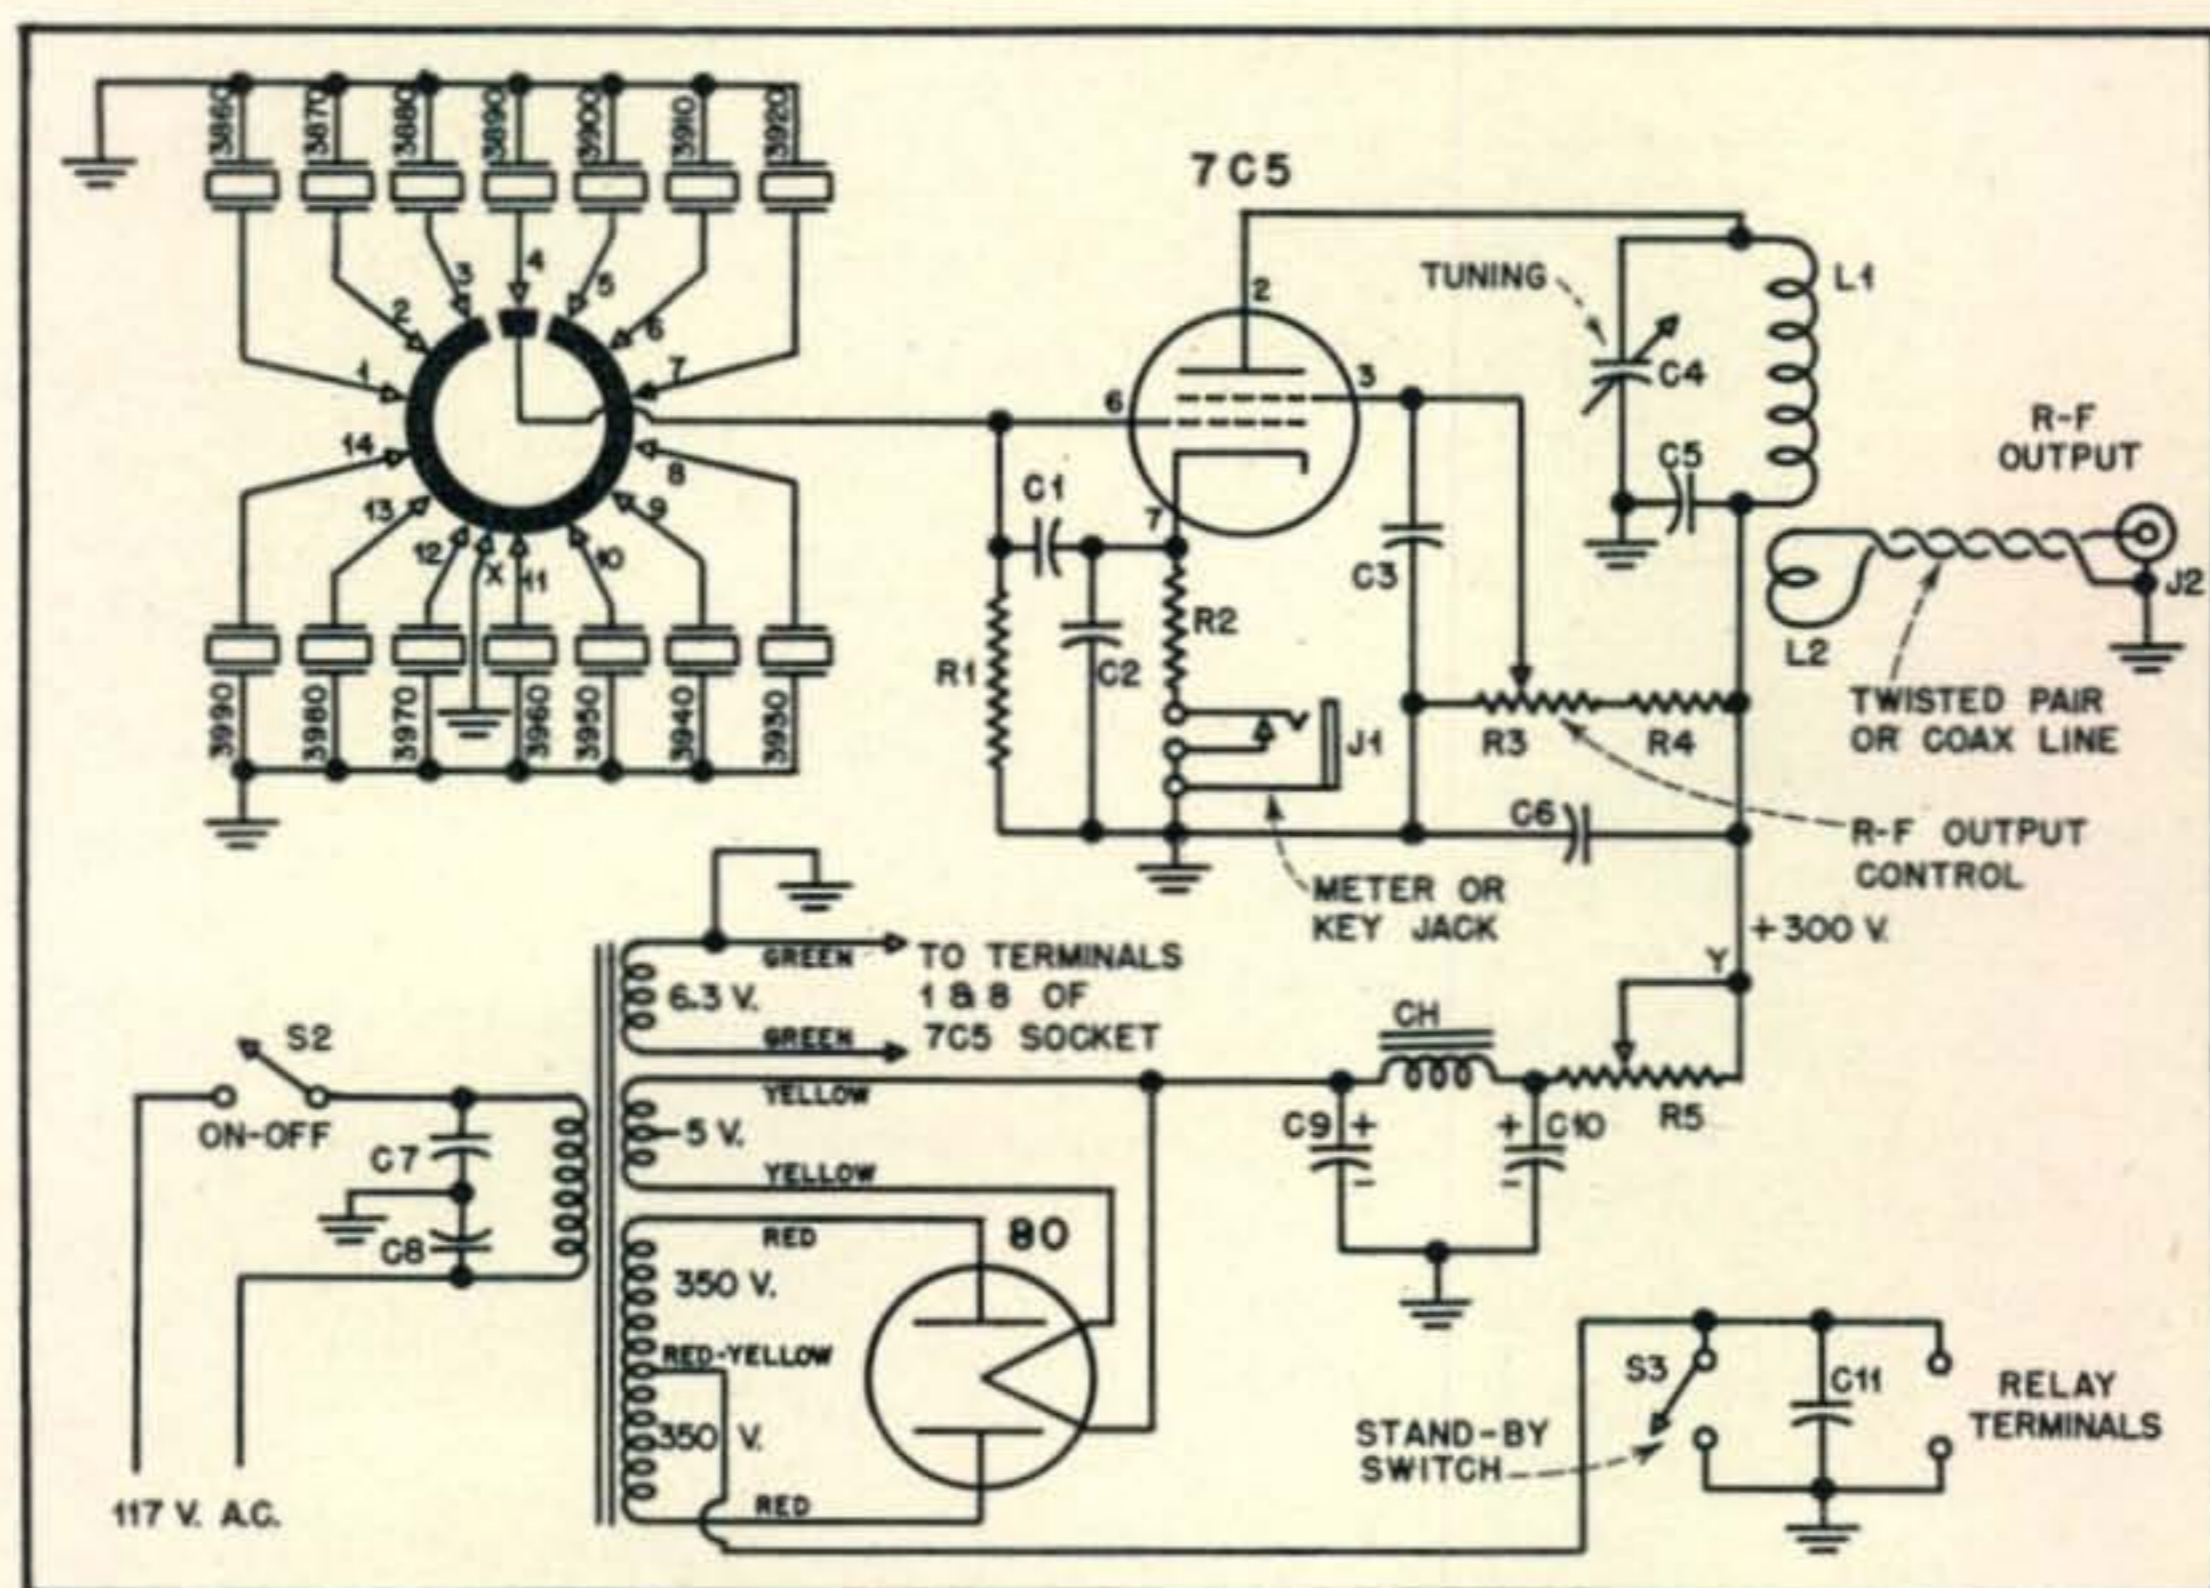 3860
3870
3880
3890
3900
3910
3920
1
2
3
4
5
6
7
14
13
12
X
11
10
9
8
3990
3980
3970
3960
3950
3940
3930
7C5
2
3
6
7
TUNING
L1
C4
C5
R-F
OUTPUT
J2
L2
TWISTED PAIR
OR COAX LINE
C1
C2
C3
R1
R2
R3
R4
J1
C6
METER OR
KEY JACK
R-F OUTPUT
CONTROL
+300 V.
Y
GREEN
6.3 V.
GREEN
TO TERMINALS
1 & 8 OF
7C5 SOCKET
S2
ON-OFF
C7
C8
117 V. A.C.
YELLOW
5 V.
YELLOW
CH
C9 +
-
+ C10
-
R5
RED
80
350 V.
RED-YELLOW
350 V.
RED
S3
STAND-BY
SWITCH
C11
RELAY
TERMINALS